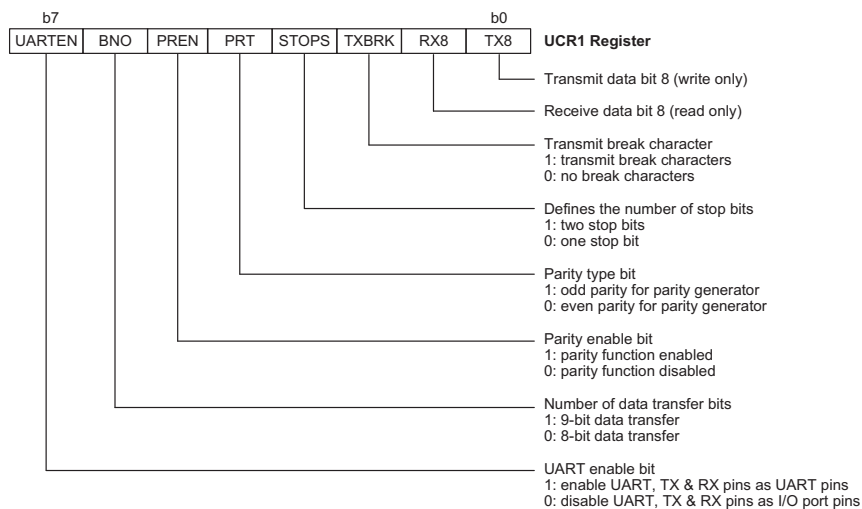 b7 b0
UARTEN BNO PREN PRT STOPS TXBRK RX8 TX8 UCR1 Register
Transmit data bit 8 (write only)
Receive data bit 8 (read only)
Transmit break character
1: transmit break characters
0: no break characters
Defines the number of stop bits
1: two stop bits
0: one stop bit
Parity type bit
1: odd parity for parity generator
0: even parity for parity generator
Parity enable bit
1: parity function enabled
0: parity function disabled
Number of data transfer bits
1: 9-bit data transfer
0: 8-bit data transfer
UART enable bit
1: enable UART, TX & RX pins as UART pins
0: disable UART, TX & RX pins as I/O port pins